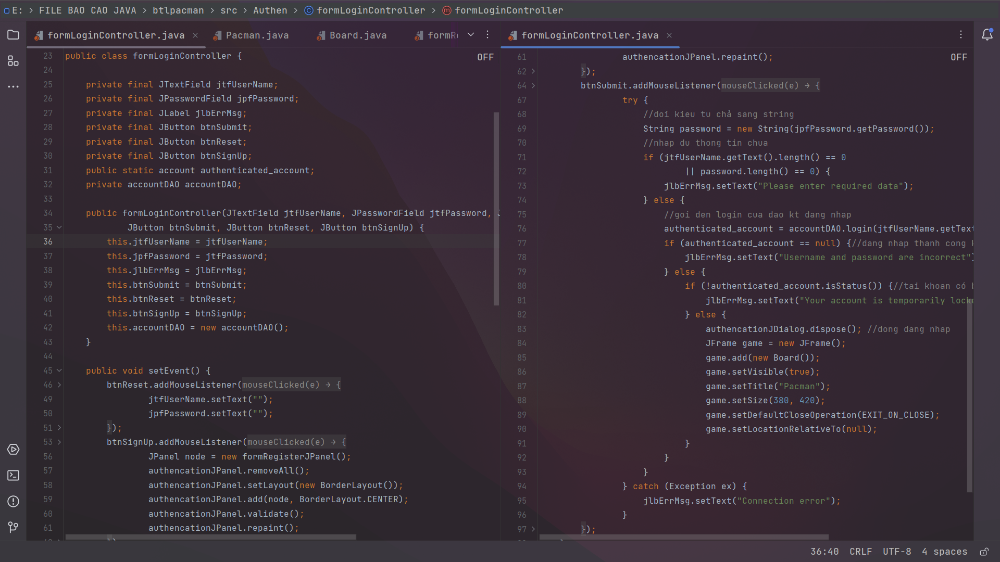 E: > FILE BAO CAO JAVA > btlpacman > src > Authen > formLoginController > formLoginController
formLoginController.java × Pacman.java Board.java
23 public class formLoginController { OFF
24
25 private final JTextField jtfUserName;
26 private final JPasswordField jpfPassword;
27 private final JLabel jlbErrMsg;
28 private final JButton btnSubmit;
29 private final JButton btnReset;
30 private final JButton btnSignUp;
31 public static account authenticated_account;
32 private accountDAO accountDAO;
33
34 public formLoginController(JTextField jtfUserName, JPasswordField jtfPassword,
35 JButton btnSubmit, JButton btnReset, JButton btnSignUp) {
36 this.jtfUserName = jtfUserName;
37 this.jpfPassword = jtfPassword;
38 this.jlbErrMsg = jlbErrMsg;
39 this.btnSubmit = btnSubmit;
40 this.btnReset = btnReset;
41 this.btnSignUp = btnSignUp;
42 this.accountDAO = new accountDAO();
43 }
44
45 public void setEvent() {
46 btnReset.addMouseListener(mouseClicked(e) → {
49 jtfUserName.setText("");
50 jpfPassword.setText("");
51 });
53 btnSignUp.addMouseListener(mouseClicked(e) → {
56 JPanel node = new formRegisterJPanel();
57 authencationJPanel.removeAll();
58 authencationJPanel.setLayout(new BorderLayout());
59 authencationJPanel.add(node, BorderLayout.CENTER);
60 authencationJPanel.validate();
61 authencationJPanel.repaint();
formLoginController.java ×
61 authencationJPanel.repaint(); OFF
62 });
64 btnSubmit.addMouseListener(mouseClicked(e) → {
67 try {
68 //doi kieu tu chả sang string
69 String password = new String(jpfPassword.getPassword());
70 //nhap du thong tin chua
71 if (jtfUserName.getText().length() == 0
72 || password.length() == 0) {
73 jlbErrMsg.setText("Please enter required data");
74 } else {
75 //goi den login cua dao kt dang nhap
76 authenticated_account = accountDAO.login(jtfUserName.getText
77 if (authenticated_account == null) {//dang nhap thanh cong
78 jlbErrMsg.setText("Username and password are incorrect")
79 } else {
80 if (!authenticated_account.isStatus()) {//tai khoan có
81 jlbErrMsg.setText("Your account is temporarily locke
82 } else {
83 authencationJDialog.dispose(); //dong dang nhap
84 JFrame game = new JFrame();
85 game.add(new Board());
86 game.setVisible(true);
87 game.setTitle("Pacman");
88 game.setSize(380, 420);
89 game.setDefaultCloseOperation(EXIT_ON_CLOSE);
90 game.setLocationRelativeTo(null);
91 }
92 }
93 }
94 } catch (Exception ex) {
95 jlbErrMsg.setText("Connection error");
96 }
97 });
36:40 CRLF UTF-8 4 spaces